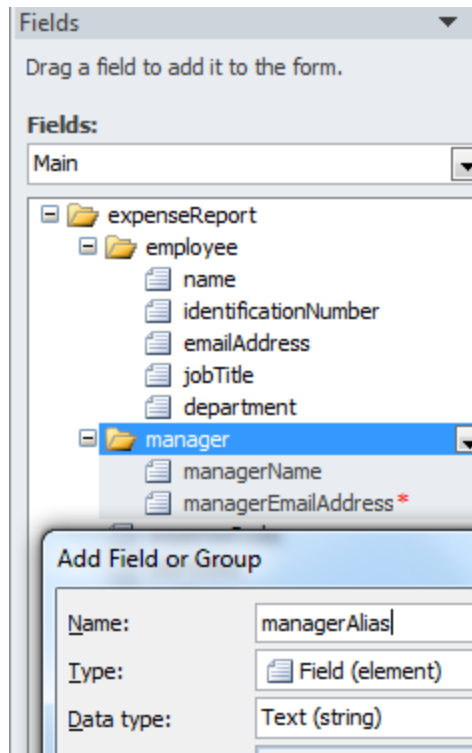 Fields
Drag a field to add it to the form.
Fields:
Main
expenseReport
employee
name
identificationNumber
emailAddress
jobTitle
department
manager
managerName
managerEmailAddress *
Add Field or Group
Name: managerAlias
Type: Field (element)
Data type: Text (string)